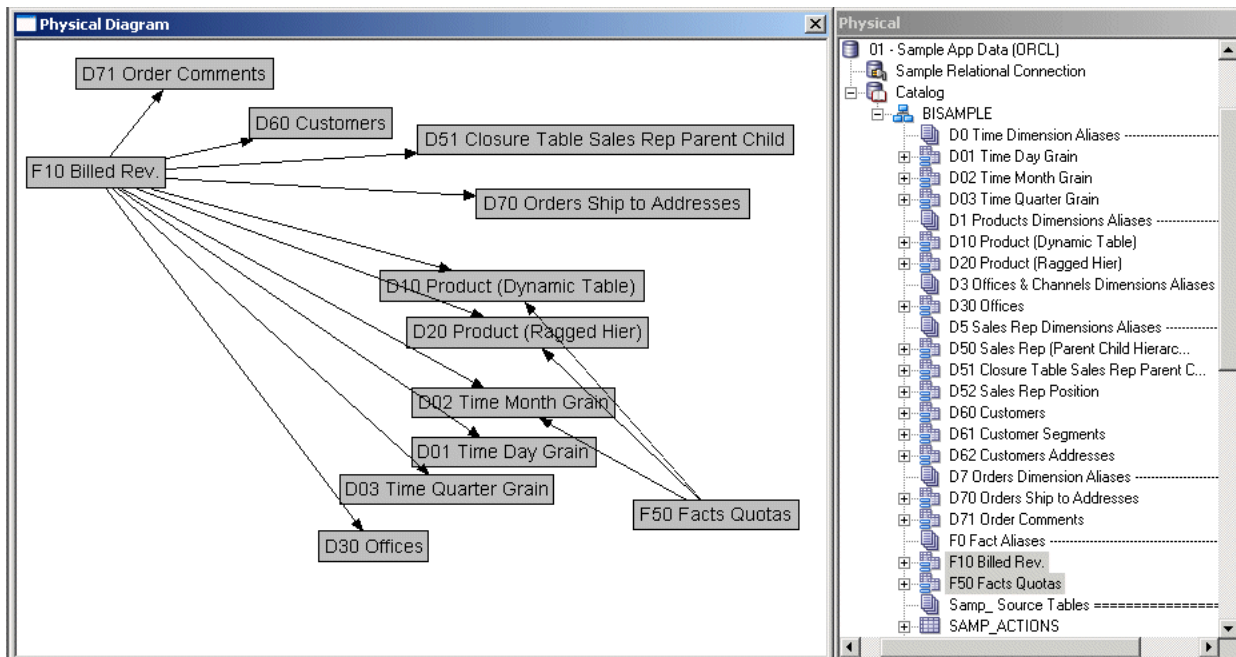 Physical Diagram
D71 Order Comments
D60 Customers
D51 Closure Table Sales Rep Parent Child
F10 Billed Rev.
D70 Orders Ship to Addresses
D10 Product (Dynamic Table)
D20 Product (Ragged Hier)
D02 Time Month Grain
D01 Time Day Grain
D03 Time Quarter Grain
F50 Facts Quotas
D30 Offices
Physical
01 - Sample App Data (ORCL)
Sample Relational Connection
Catalog
BISAMPLE
D0 Time Dimension Aliases ---------------
D01 Time Day Grain
D02 Time Month Grain
D03 Time Quarter Grain
D1 Products Dimensions Aliases ----------
D10 Product (Dynamic Table)
D20 Product (Ragged Hier)
D3 Offices & Channels Dimensions Aliases
D30 Offices
D5 Sales Rep Dimensions Aliases ---------
D50 Sales Rep (Parent Child Hierarc...
D51 Closure Table Sales Rep Parent C...
D52 Sales Rep Position
D60 Customers
D61 Customer Segments
D62 Customers Addresses
D7 Orders Dimension Aliases -------------
D70 Orders Ship to Addresses
D71 Order Comments
F0 Fact Aliases --------------------------
F10 Billed Rev.
F50 Facts Quotas
Samp_ Source Tables ==================
SAMP_ACTIONS